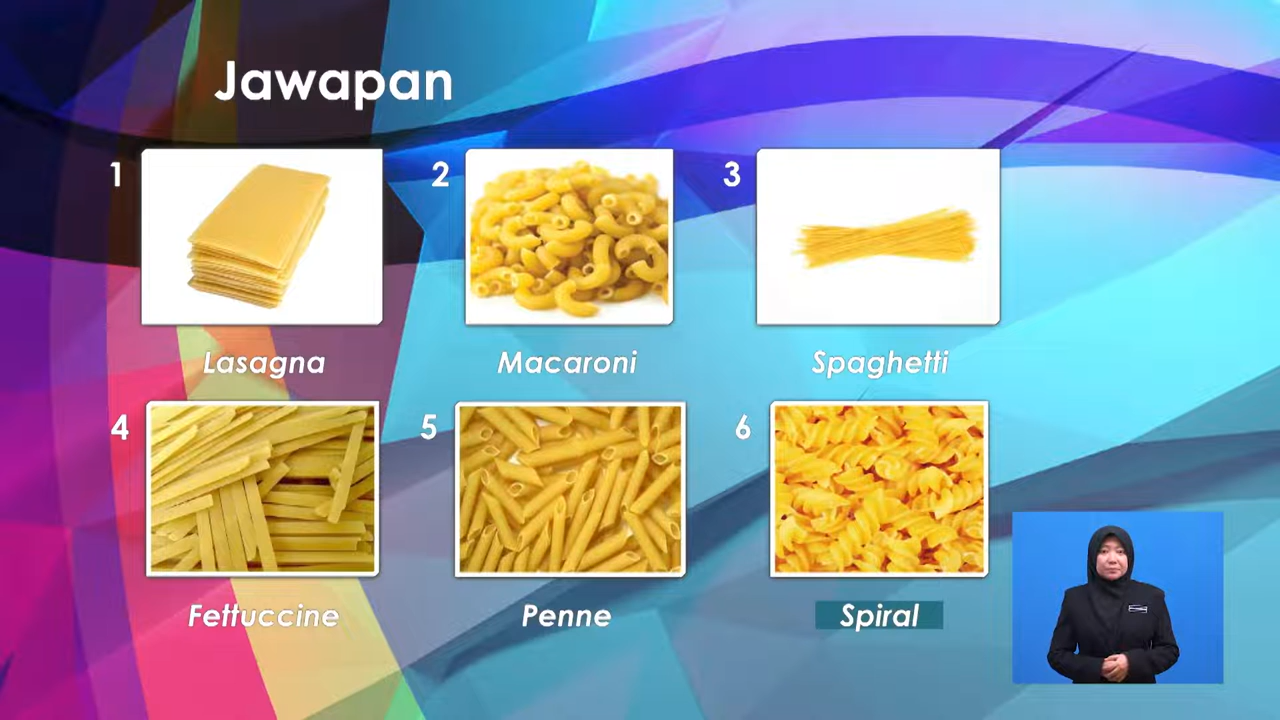 Jawapan
1
2
3
Lasagna
Macaroni
Spaghetti
4
5
6
Fettuccine
Penne
Spiral